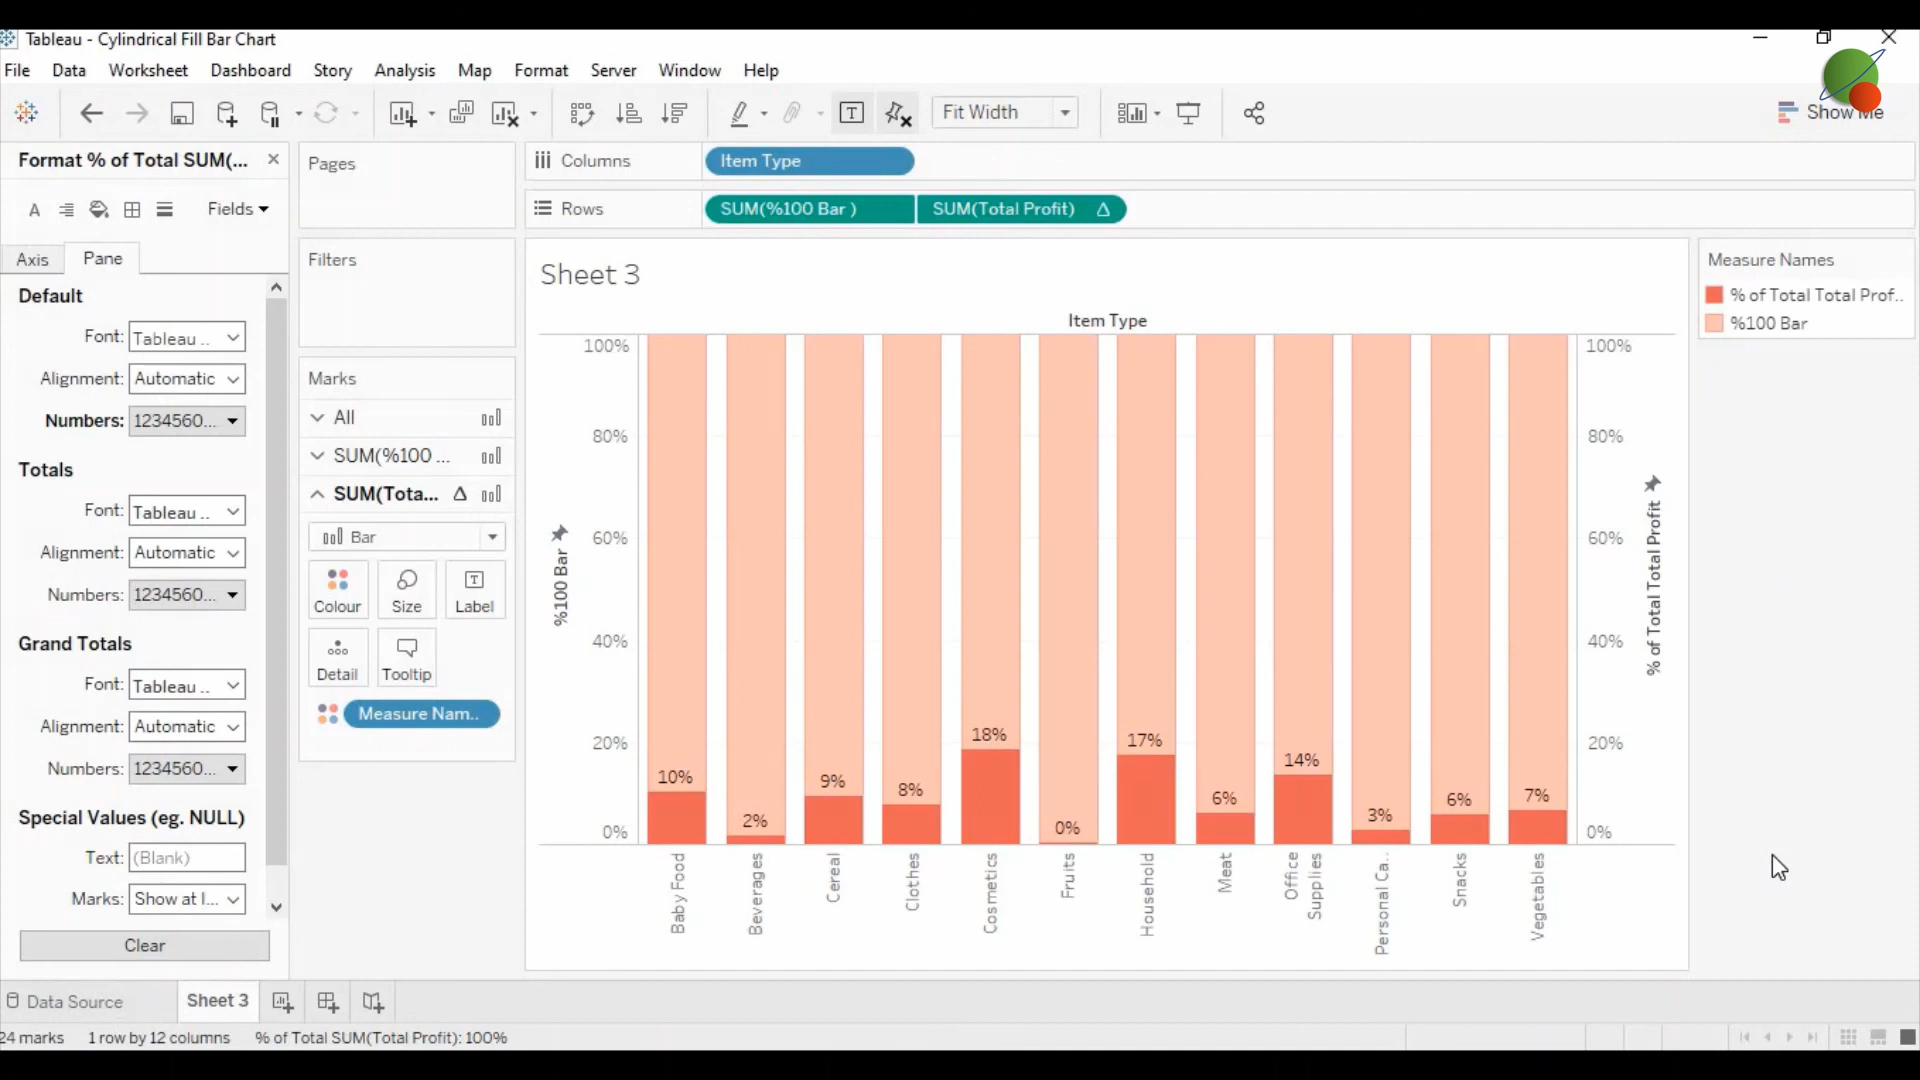 Tableau - Cylindrical Fill Bar Chart
File Data Worksheet Dashboard Story Analysis Map Format Server Window Help
Fit Width
Show Me
Format % of Total SUM(...
Fields
Axis Pane
Default
Font: Tableau ..
Alignment: Automatic
Numbers: 1234560...
Totals
Font: Tableau ..
Alignment: Automatic
Numbers: 1234560...
Grand Totals
Font: Tableau ..
Alignment: Automatic
Numbers: 1234560...
Special Values (eg. NULL)
Text: (Blank)
Marks: Show at I...
Clear
Pages
Filters
Marks
All
SUM(%100 ...
SUM(Tota... Δ
Bar
Colour Size Label
Detail Tooltip
Measure Nam..
Columns Item Type
Rows SUM(%100 Bar ) SUM(Total Profit) Δ
Sheet 3
Item Type
100% 100%
80% 80%
60% 60%
40% 40%
20% 20%
0% 0%
%100 Bar
% of Total Total Profit
10% 2% 9% 8% 18% 0% 17% 6% 14% 3% 6% 7%
Baby Food
Beverages
Cereal
Clothes
Cosmetics
Fruits
Household
Meat
Office
Supplies
Personal Ca..
Snacks
Vegetables
Measure Names
% of Total Total Prof..
%100 Bar
Data Source Sheet 3
24 marks 1 row by 12 columns % of Total SUM(Total Profit): 100%